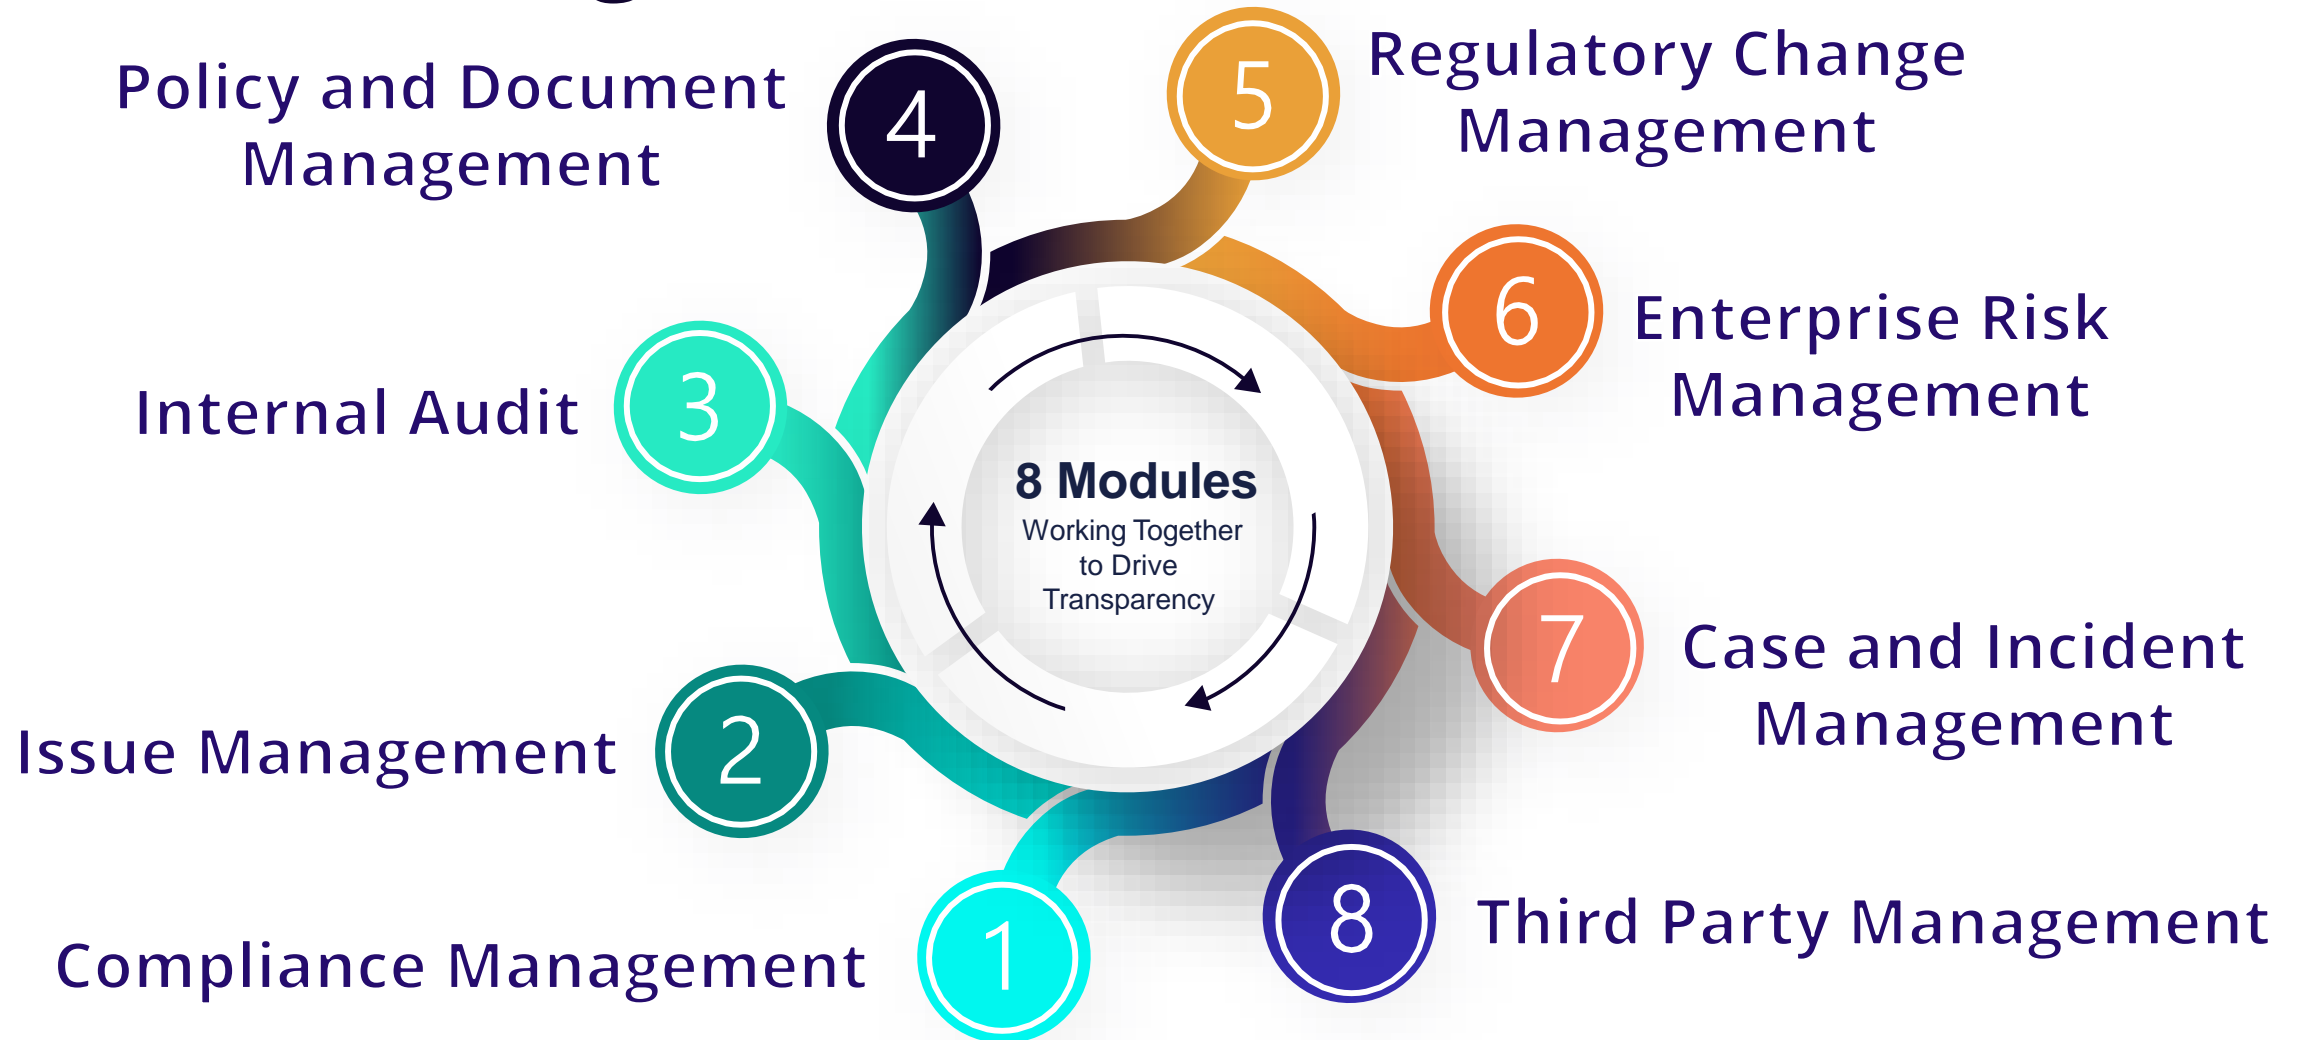 Policy and Document
Management
4
5
Regulatory Change
Management
6
Enterprise Risk
Management
Internal Audit
3
8 Modules
Working Together
to Drive
Transparency
7
Case and Incident
Management
Issue Management
2
8
Third Party Management
Compliance Management
1